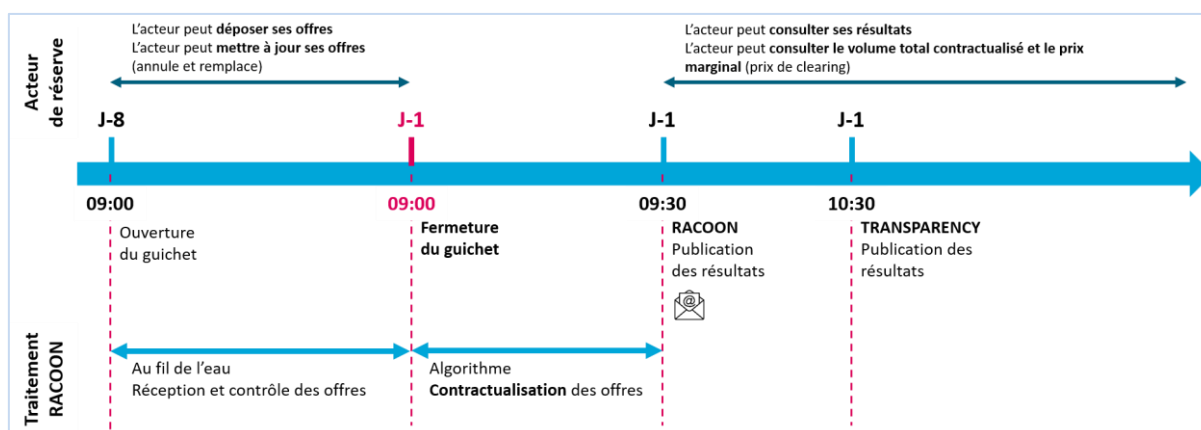 L'acteur peut déposer ses offres
L'acteur peut mettre à jour ses offres
(annule et remplace)
L'acteur peut consulter ses résultats
L'acteur peut consulter le volume total contractualisé et le prix
marginal (prix de clearing)
Acteur
de réserve
J-8
J-1
J-1
J-1
09:00
09:00
09:30
10:30
Ouverture
du guichet
Fermeture
du guichet
RACOON
Publication
des résultats
@
TRANSPARENCY
Publication des
résultats
Traitement
RACOON
Au fil de l'eau
Réception et contrôle des offres
Algorithme
Contractualisation des offres